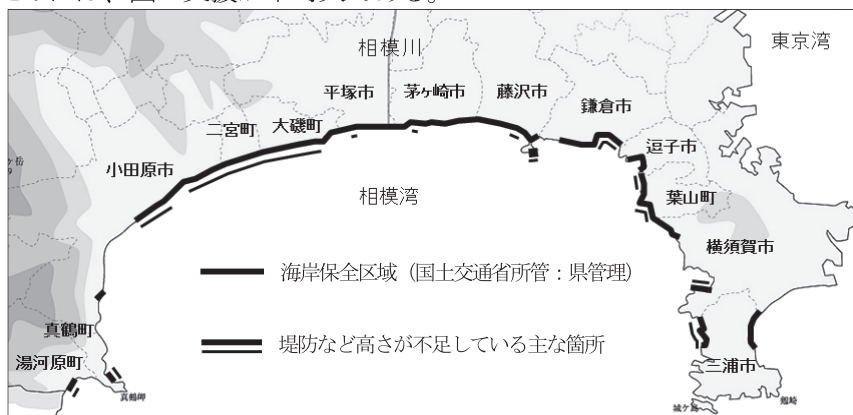 東京湾
相模川
平塚市
茅ヶ崎市
藤沢市
鎌倉市
二宮町
大磯町
逗子市
小田原市
葉山町
相模湾
横須賀市
海岸保全区域（国土交通省所管：県管理）
真鶴町
堤防など高さが不足している主な箇所
湯河原町
三浦市
真鶴岬